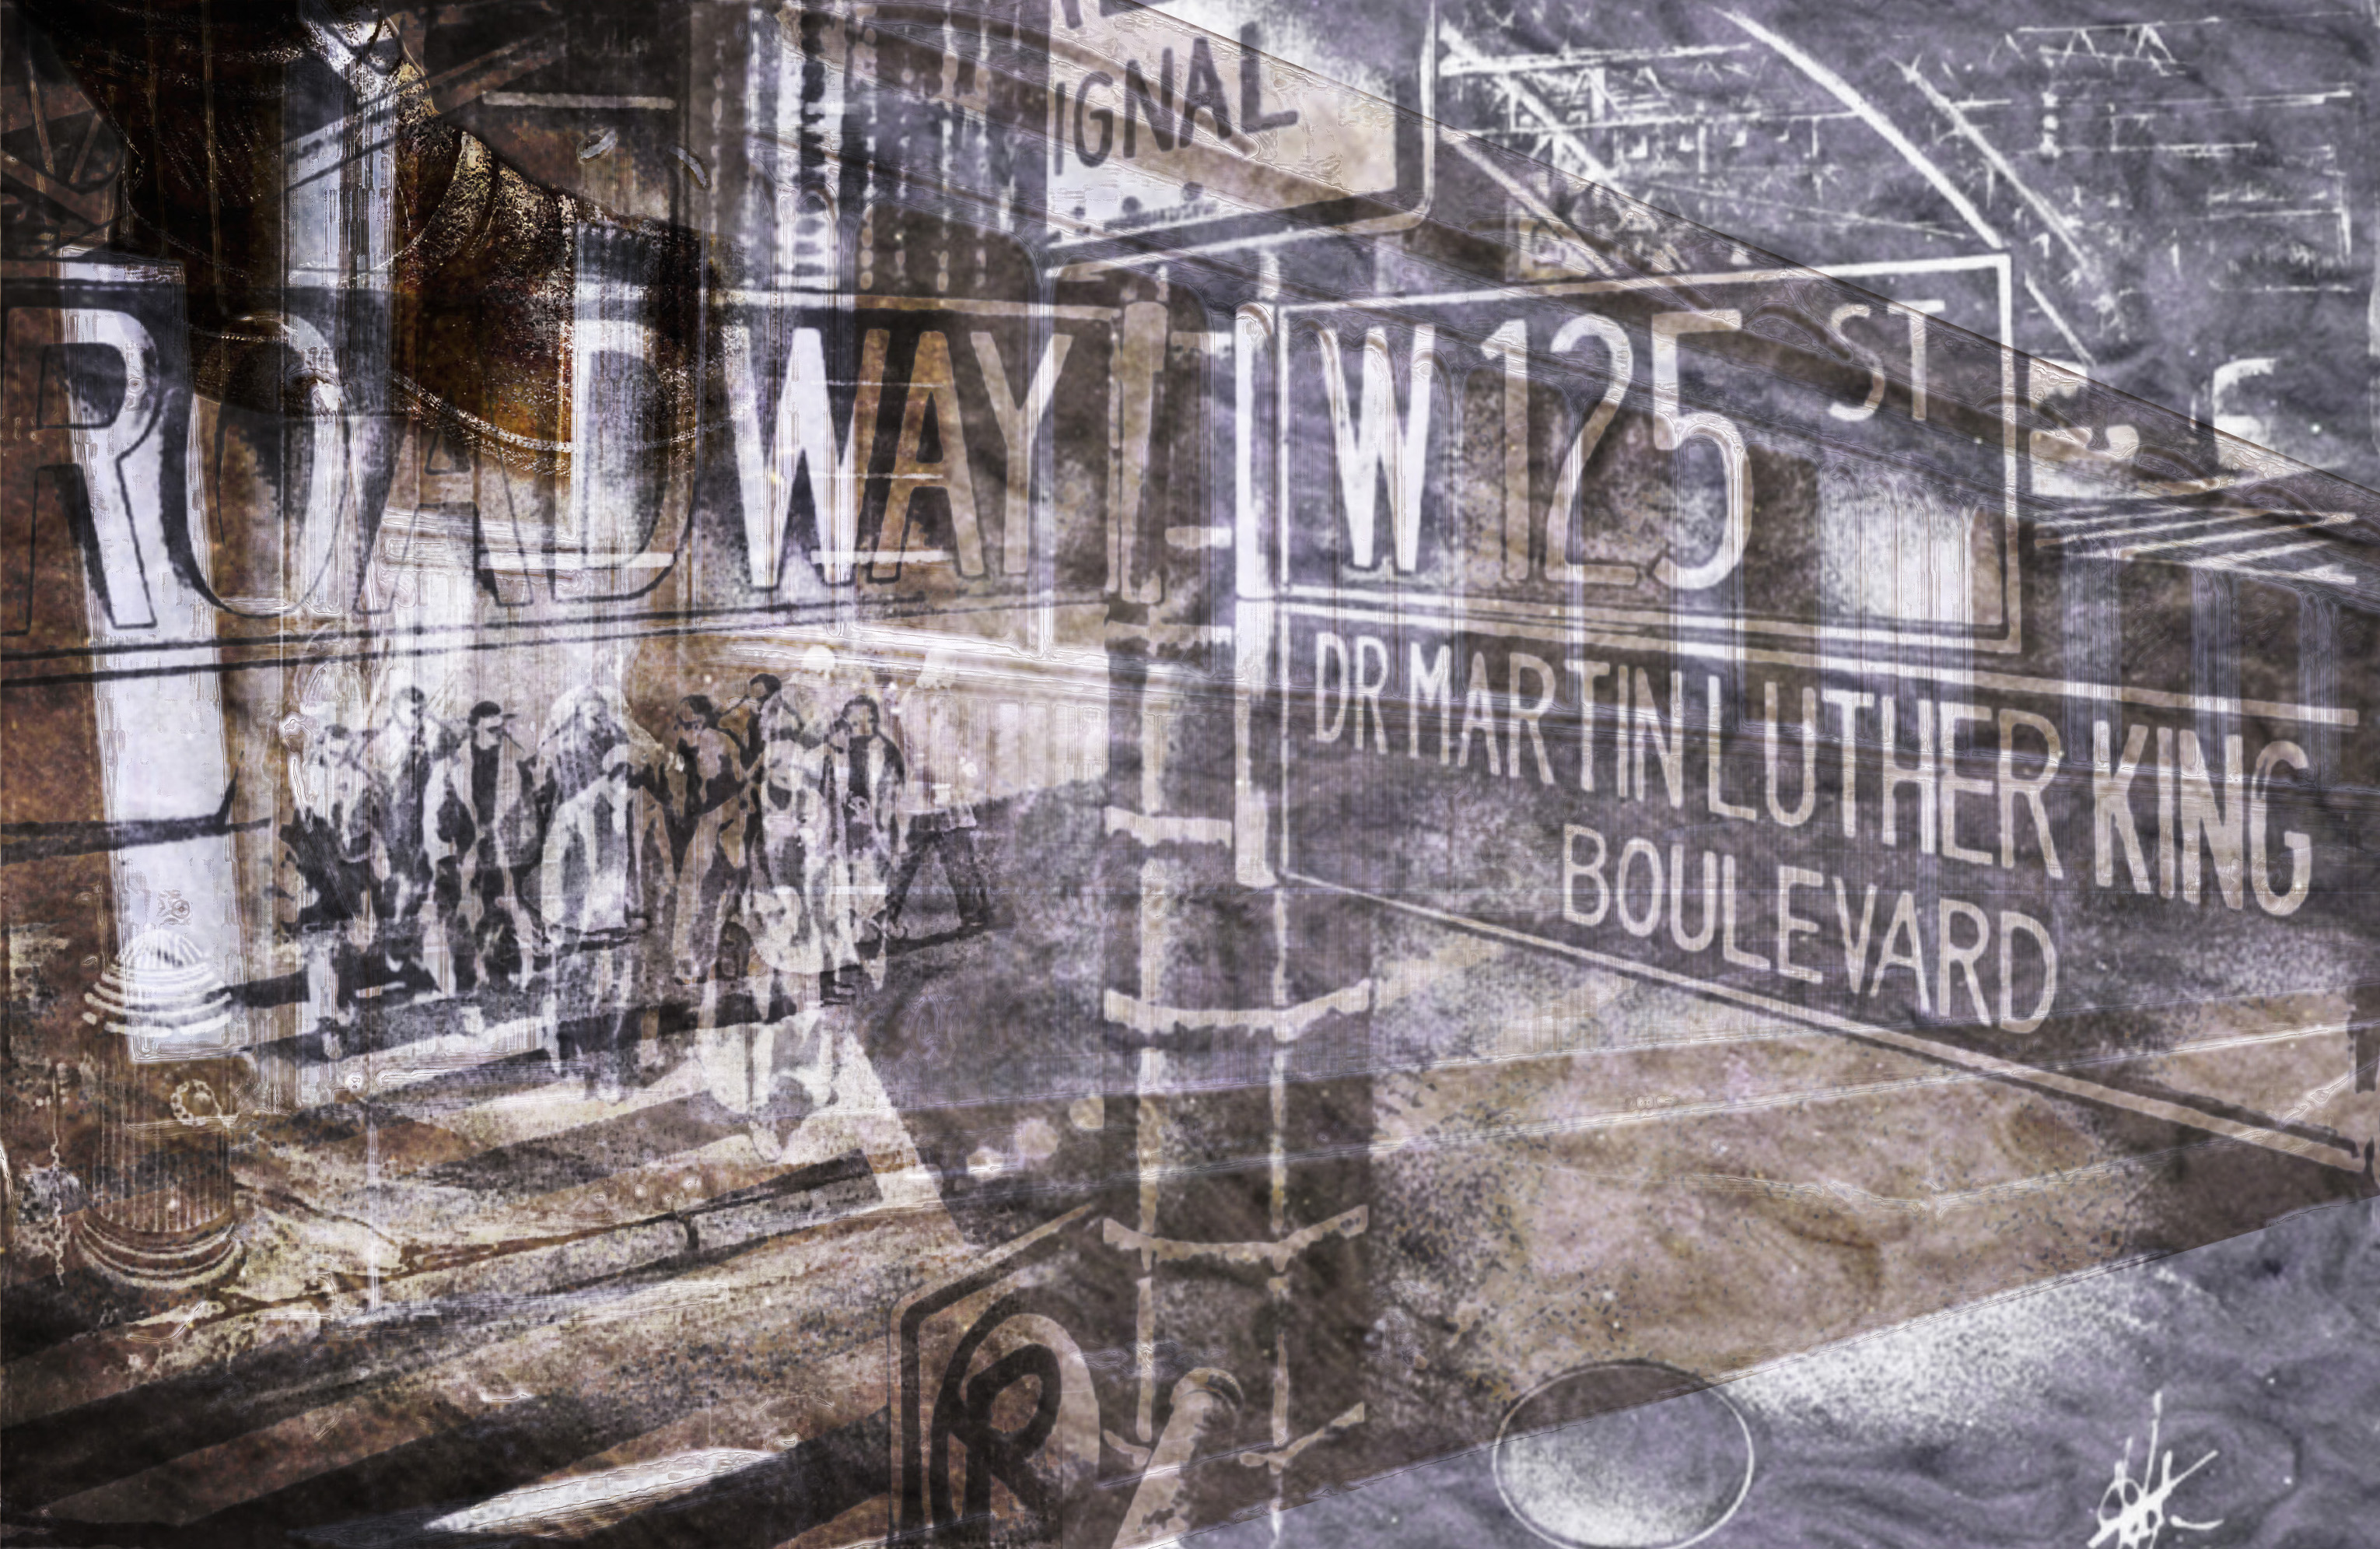 IGNAL
ROADWAY
W 125 ST
DR MARTIN LUTHER KING
BOULEVARD
R